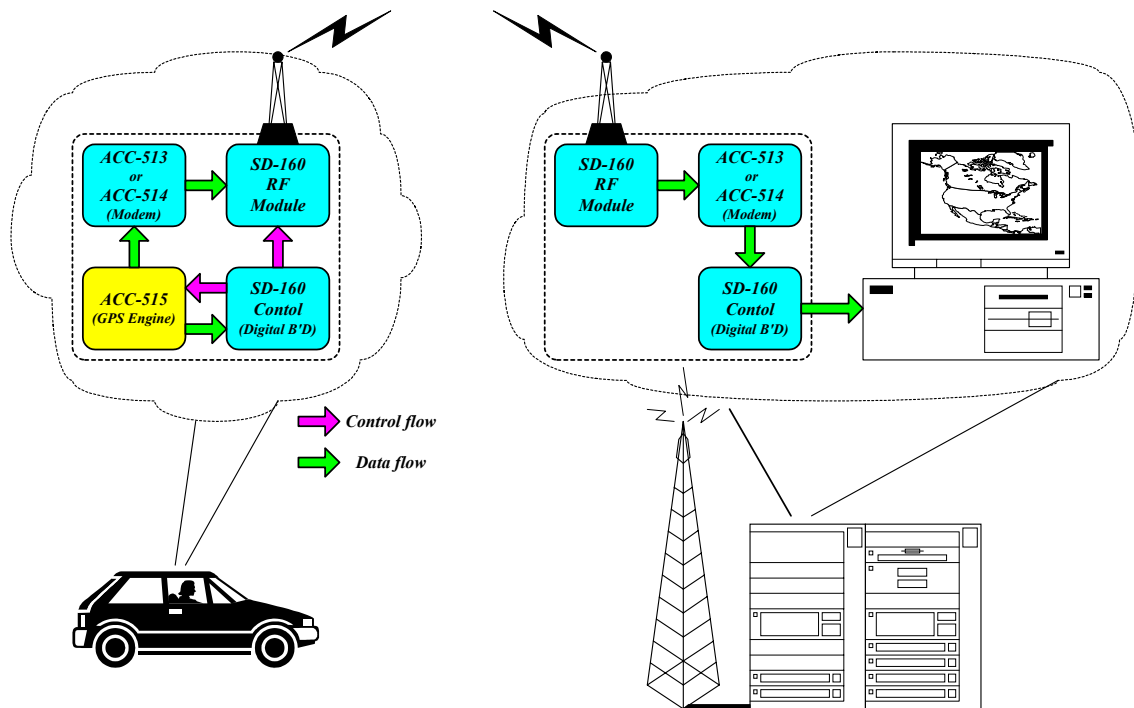 ACC-513
or
ACC-514
(Modem)
SD-160
RF
Module
ACC-515
(GPS Engine)
SD-160
Contol
(Digital B'D)
SD-160
RF
Module
ACC-513
or
ACC-514
(Modem)
SD-160
Contol
(Digital B'D)
Control flow
Data flow